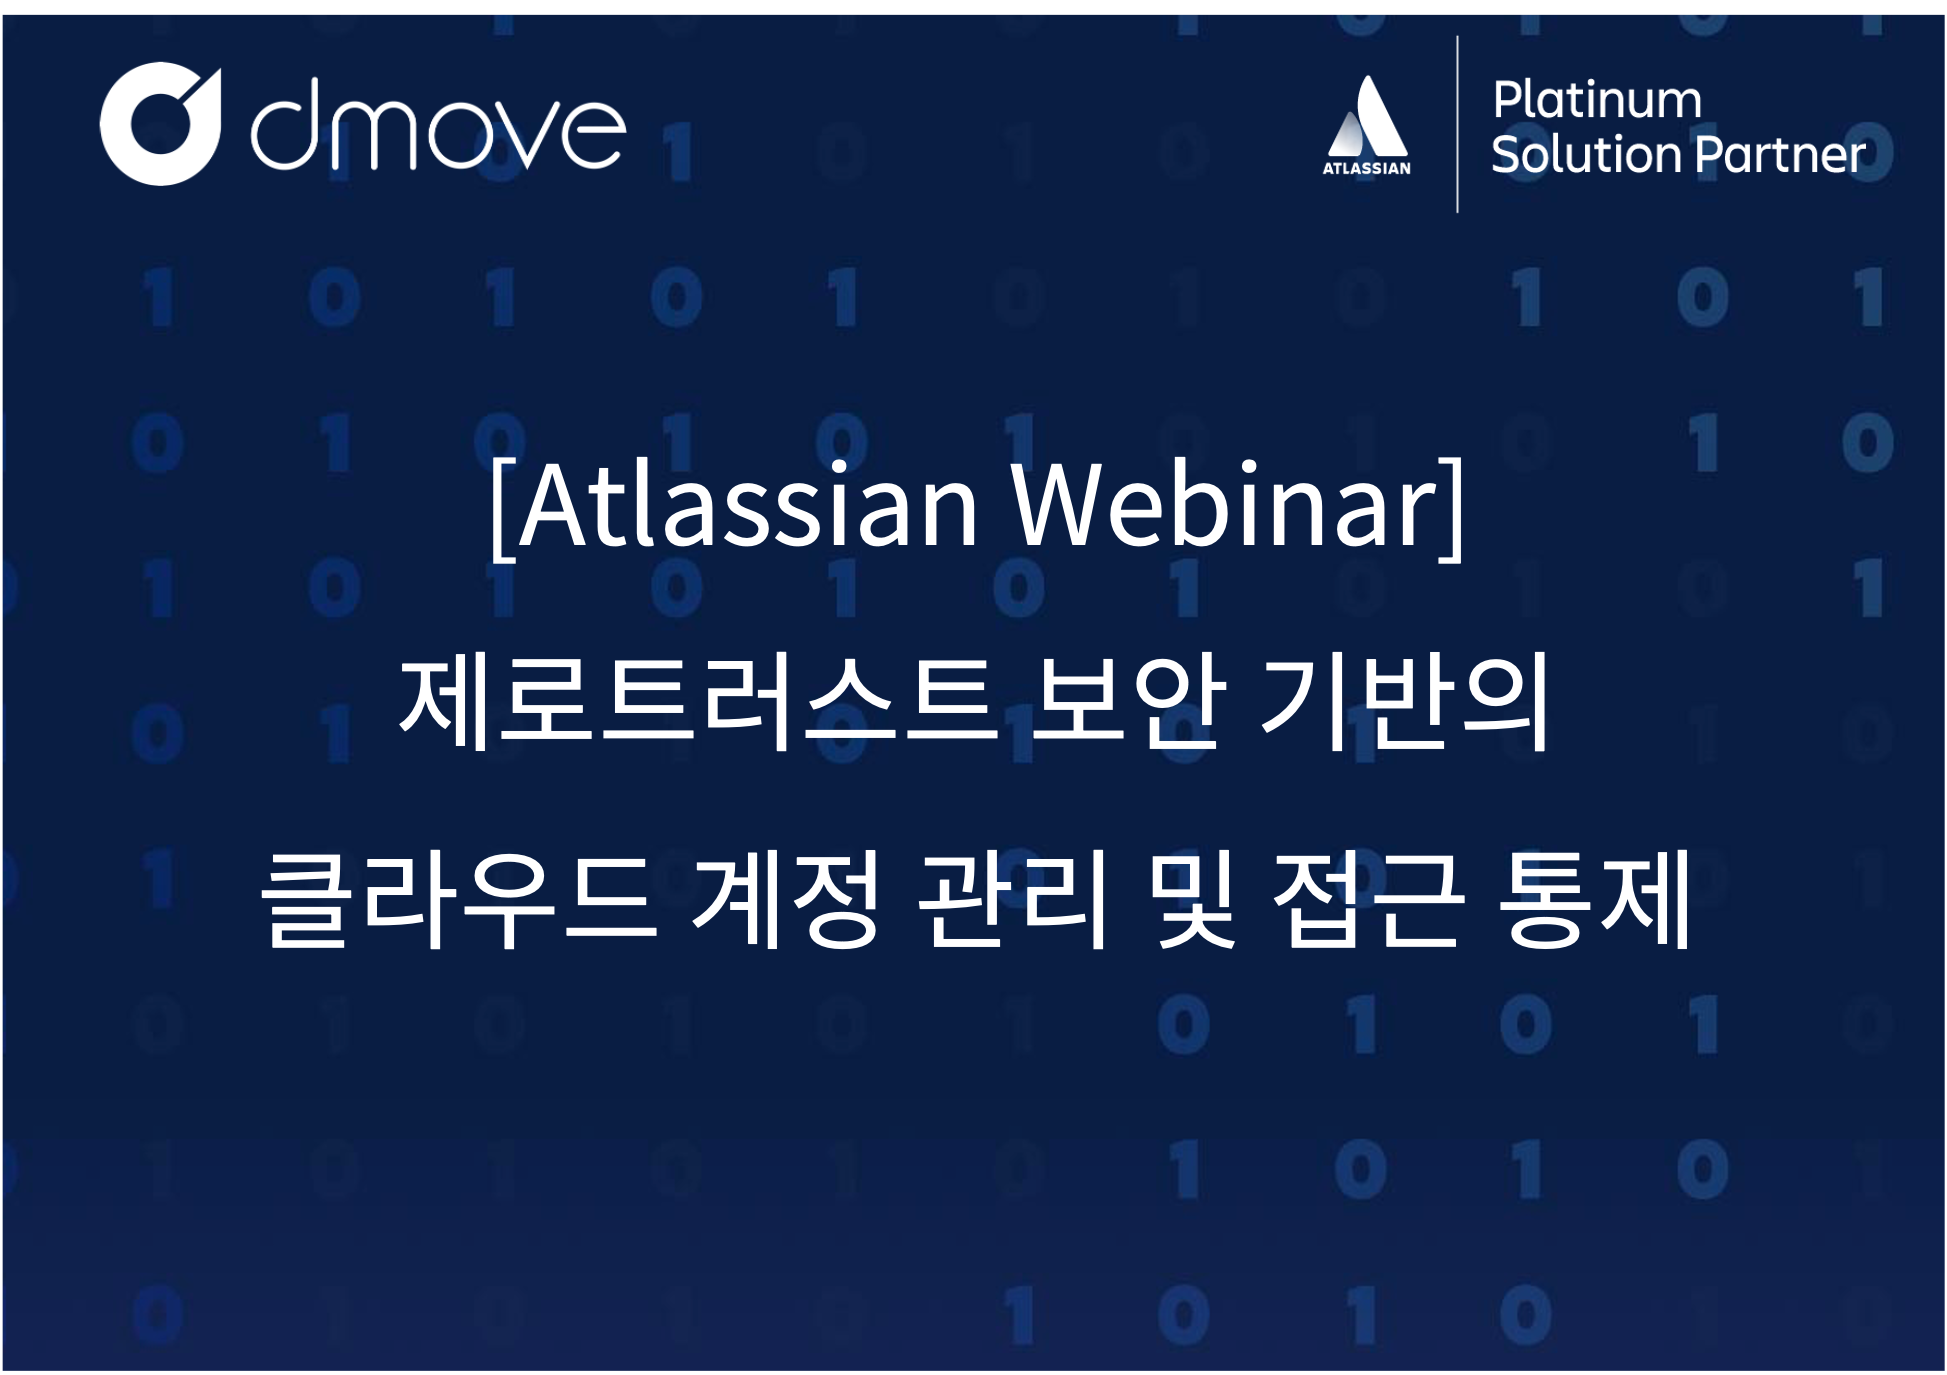 dmove
ATLASSIAN
Platinum
Solution Partner
[Atlassian Webinar]
제로트러스트 보안 기반의
클라우드 계정 관리 및 접근 통제